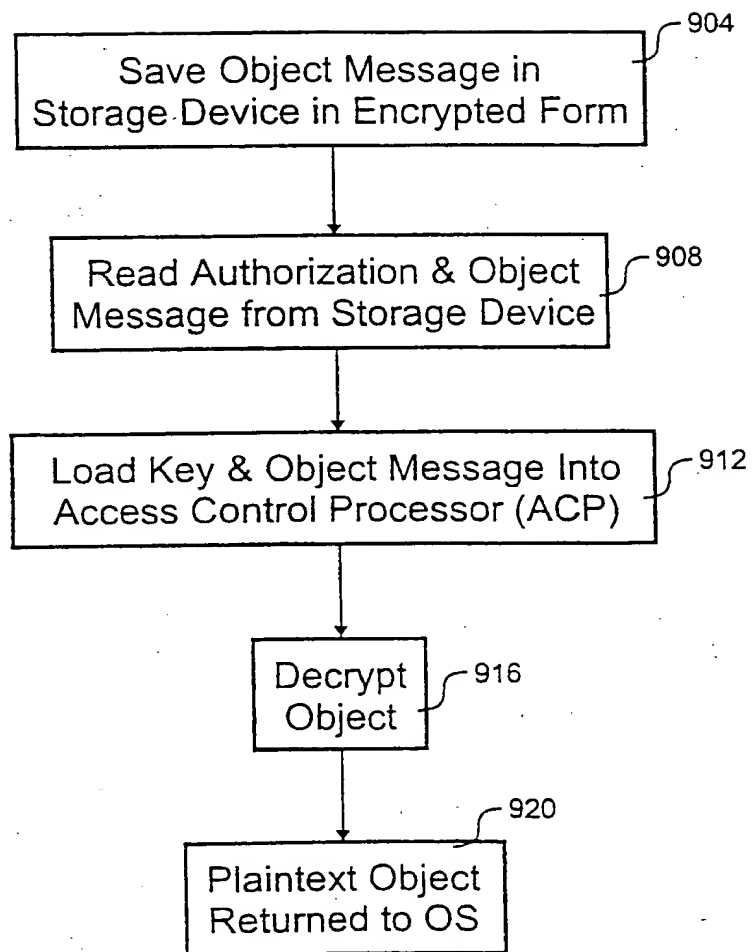 904
Save Object Message in
Storage Device in Encrypted Form
908
Read Authorization & Object
Message from Storage Device
912
Load Key & Object Message Into
Access Control Processor (ACP)
916
Decrypt
Object
920
Plaintext Object
Returned to OS